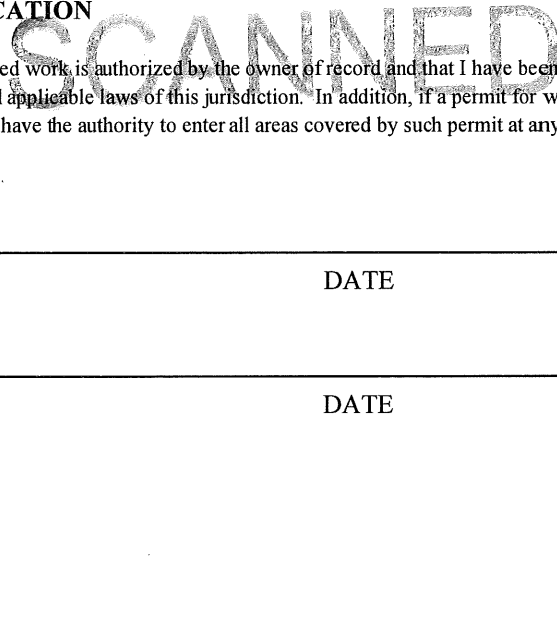 CATION
SCANNED
ed work is authorized by the owner of record and that I have been
applicable laws of this jurisdiction. In addition, if a permit for w
have the authority to enter all areas covered by such permit at any
DATE
DATE